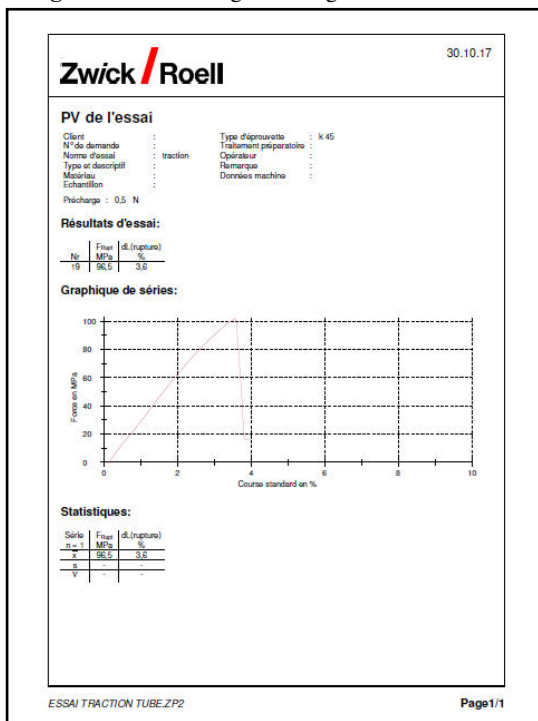 Zwick / Roell
30.10.17
PV de l'essai
Client :
N° de demande :
Norme d'essai : traction
Type et descriptif :
Matériau :
Echantillon :
Type d'éprouvette : k 45
Traitement préparatoire :
Opérateur :
Remarque :
Données machine :
Précharge : 0,5 N
Résultats d'essai:
FRupt dL(rupture)
Nr MPa %
19 96,5 3,6
Graphique de séries:
100
80
60
40
20
0
Force en MPa
0 2 4 6 8 10
Course standard en %
Statistiques:
Série FRupt dL(rupture)
n = 1 MPa %
x 96,5 3,6
s - -
v - -
ESSAI TRACTION TUBE.ZP2
Page1/1